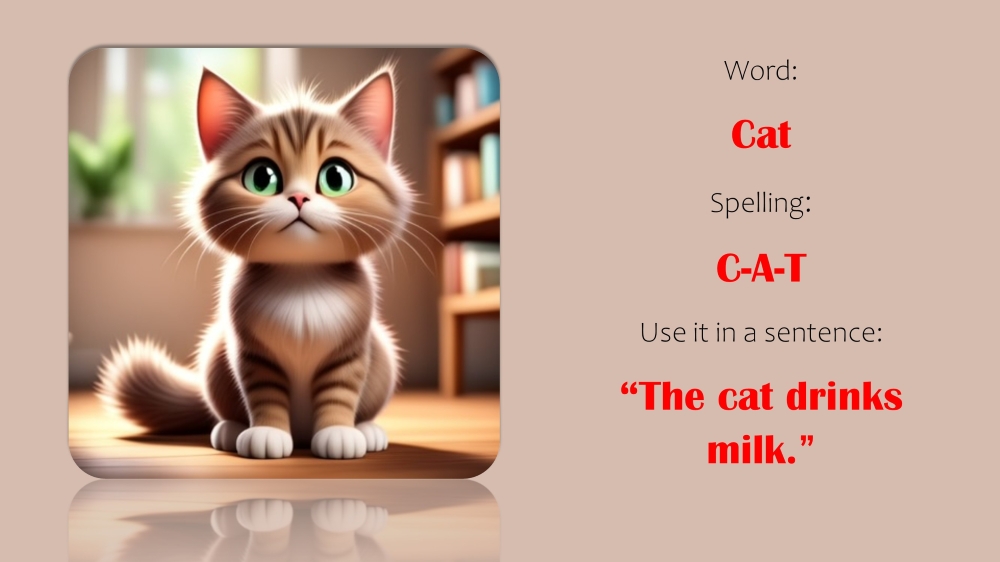 Word:
Cat
Spelling:
C-A-T
Use it in a sentence:
“The cat drinks
milk.”